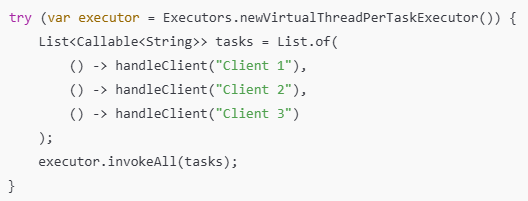 try (var executor = Executors.newVirtualThreadPerTaskExecutor()) {
    List<Callable<String>> tasks = List.of(
        () -> handleClient("Client 1"),
        () -> handleClient("Client 2"),
        () -> handleClient("Client 3")
    );
    executor.invokeAll(tasks);
}